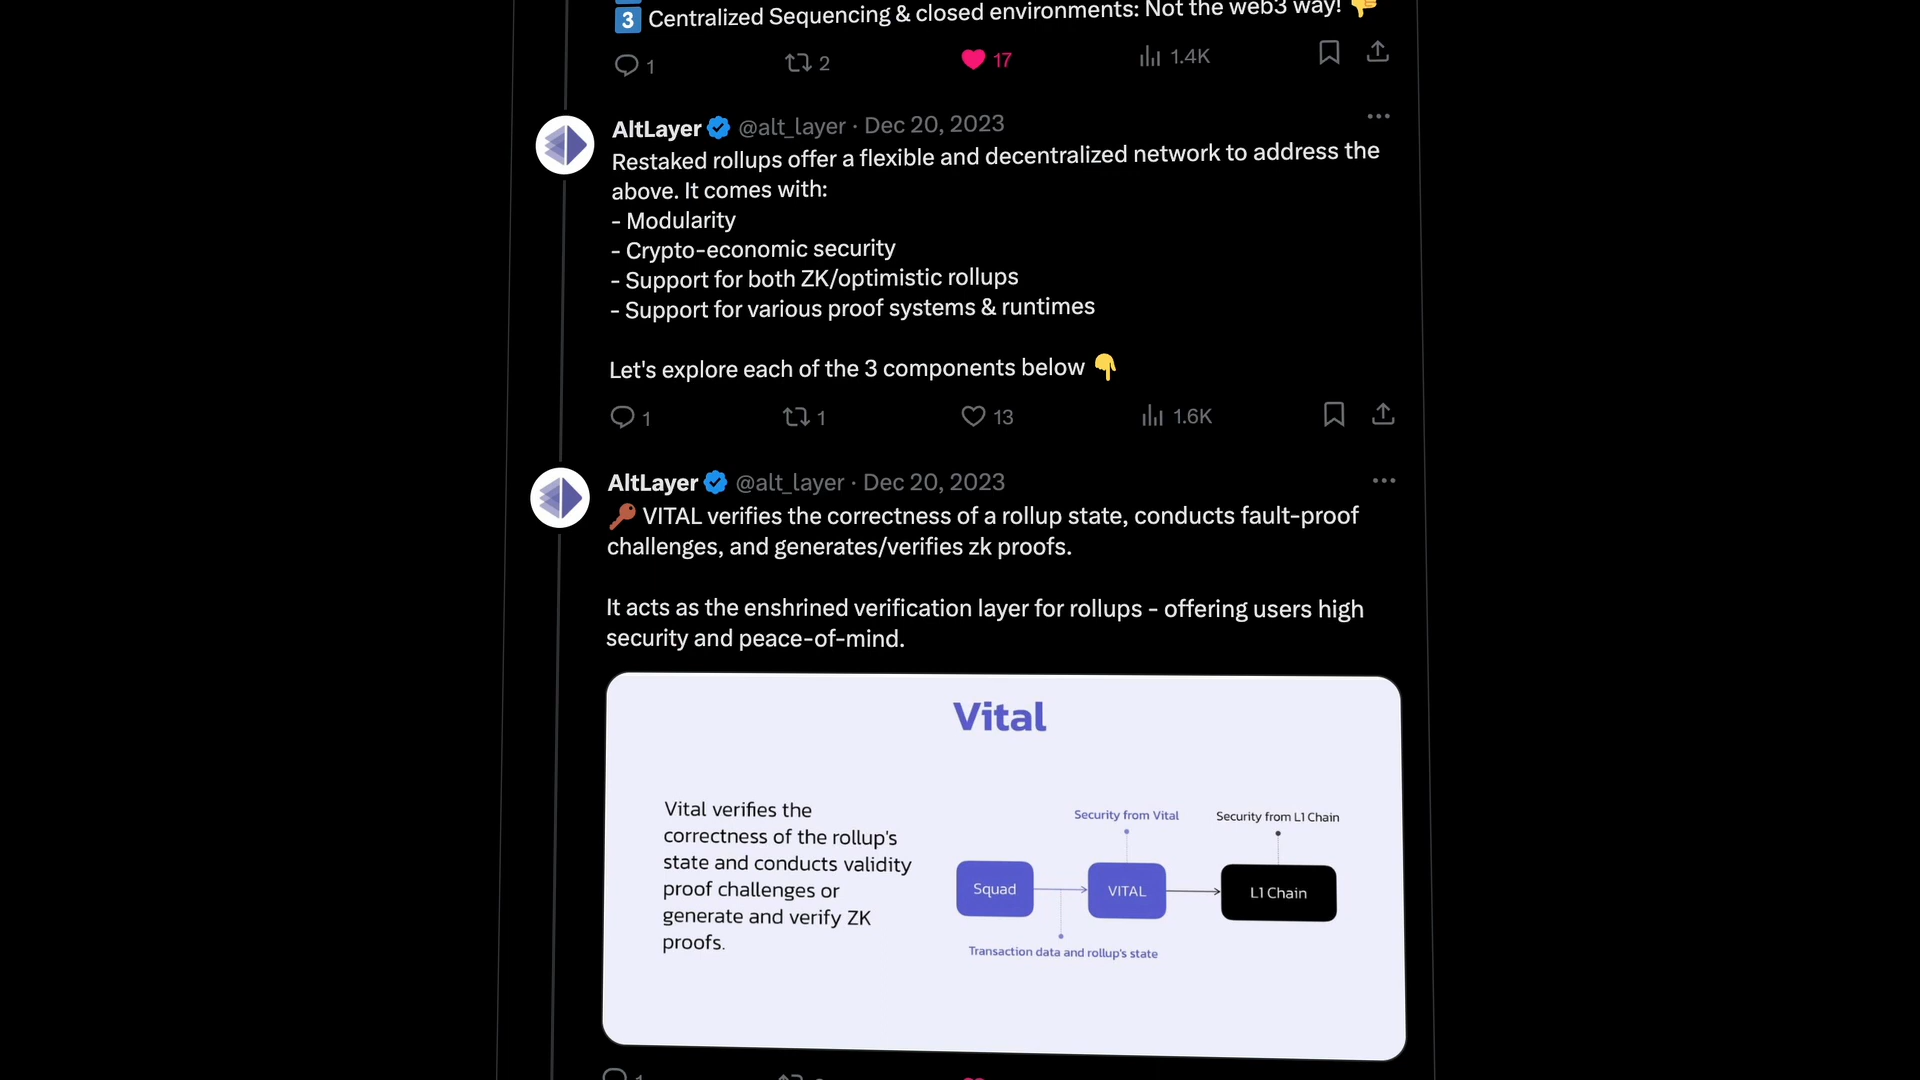 3 Centralized Sequencing & closed environments: Not the web3 way! 👎
1 2 17 1.4K
AltLayer @alt_layer · Dec 20, 2023
Restaked rollups offer a flexible and decentralized network to address the
above. It comes with:
- Modularity
- Crypto-economic security
- Support for both ZK/optimistic rollups
- Support for various proof systems & runtimes
Let's explore each of the 3 components below 👇
1 1 13 1.6K
AltLayer @alt_layer · Dec 20, 2023
🔑 VITAL verifies the correctness of a rollup state, conducts fault-proof
challenges, and generates/verifies zk proofs.
It acts as the enshrined verification layer for rollups - offering users high
security and peace-of-mind.
Vital
Vital verifies the
correctness of the rollup's
state and conducts validity
proof challenges or
generate and verify ZK
proofs.
Security from Vital
Security from L1 Chain
Squad
VITAL
L1 Chain
Transaction data and rollup's state